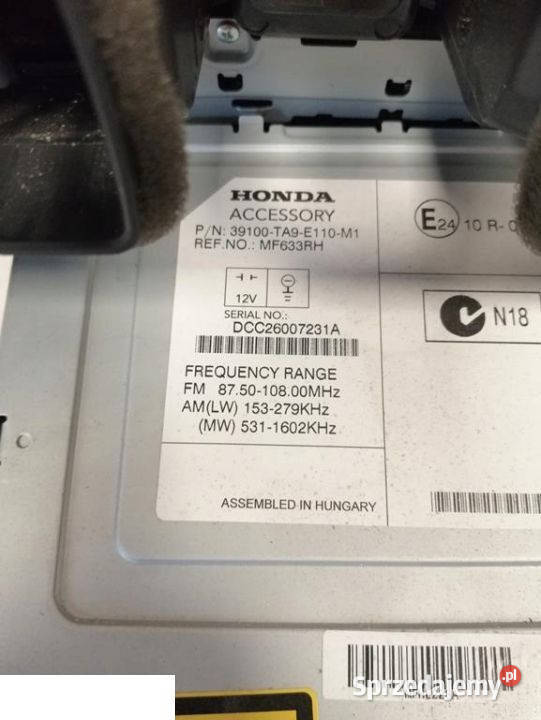 HONDA
ACCESSORY
P/N: 39100-TA9-E110-M1
REF.NO.: MF633RH
E24 10 R-
12V
SERIAL NO.:
DCC26007231A
N18
FREQUENCY RANGE
FM 87.50-108.00MHz
AM(LW) 153-279KHz
(MW) 531-1602KHz
ASSEMBLED IN HUNGARY
Sprzedajemy.pl